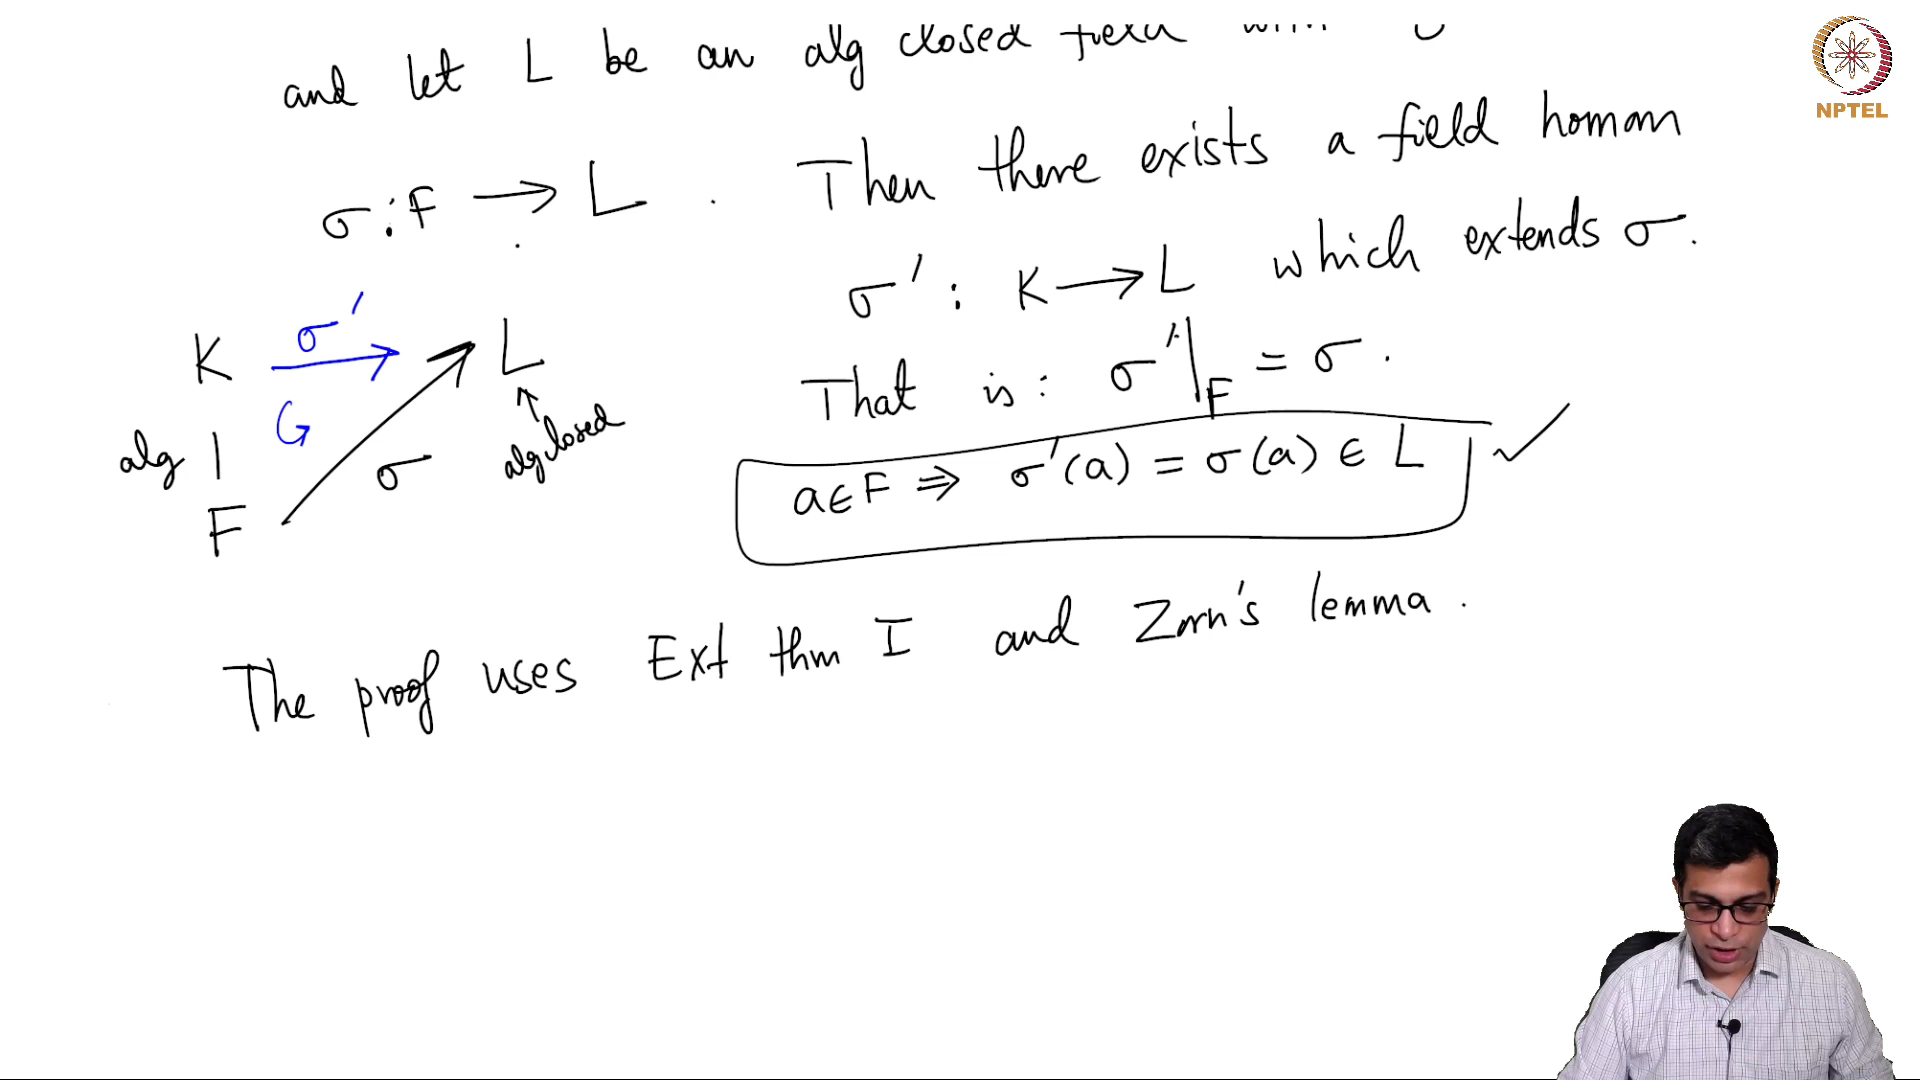 and let L be an alg closed field
σ : F → L . Then there exists a field homom
σ' : K → L which extends σ.
K σ' L
That is : σ'|F = σ .
alg G σ alg closed
a ∈ F ⇒ σ'(a) = σ(a) ∈ L ✓
F
The proof uses Ext thm I and Zorn's lemma .
NPTEL